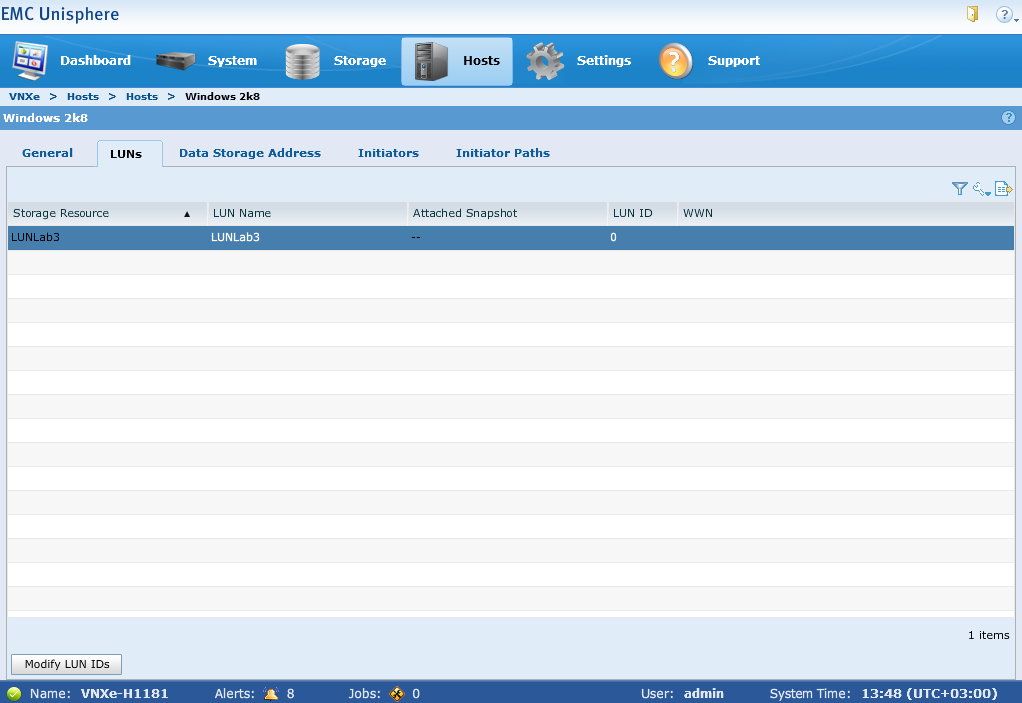 EMC Unisphere
Dashboard System Storage Hosts Settings Support
VNXe > Hosts > Hosts > Windows 2k8
Windows 2k8
General LUNs Data Storage Address Initiators Initiator Paths
Storage Resource ▲ LUN Name Attached Snapshot LUN ID WWN
LUNLab3 LUNLab3 -- 0
1 items
Modify LUN IDs
Name: VNXe-H1181 Alerts: 8 Jobs: 0 User: admin System Time: 13:48 (UTC+03:00)